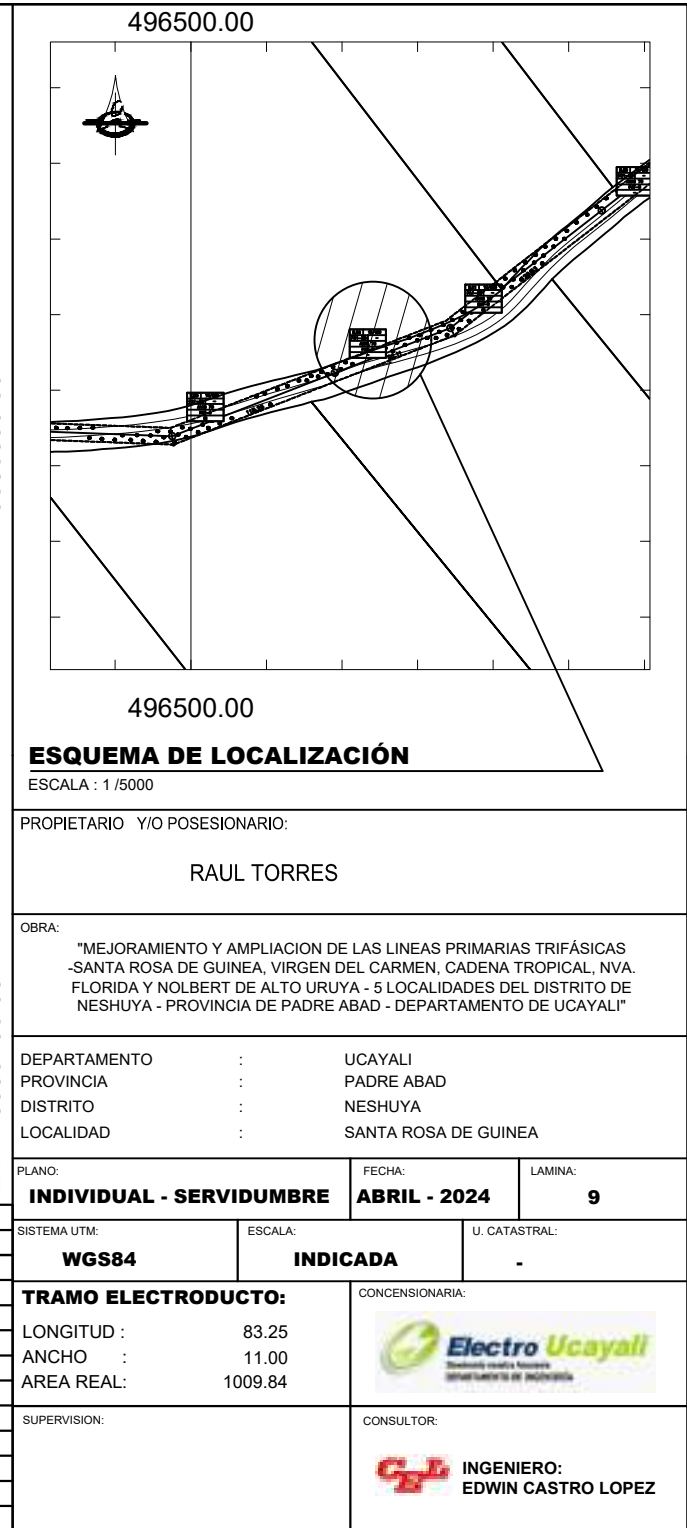 496500.00
496500.00
ESQUEMA DE LOCALIZACIÓN
ESCALA : 1 /5000
PROPIETARIO Y/O POSESIONARIO:
RAUL TORRES
OBRA:
"MEJORAMIENTO Y AMPLIACION DE LAS LINEAS PRIMARIAS TRIFÁSICAS
-SANTA ROSA DE GUINEA, VIRGEN DEL CARMEN, CADENA TROPICAL, NVA.
FLORIDA Y NOLBERT DE ALTO URUYA - 5 LOCALIDADES DEL DISTRITO DE
NESHUYA - PROVINCIA DE PADRE ABAD - DEPARTAMENTO DE UCAYALI"
DEPARTAMENTO : UCAYALI
PROVINCIA : PADRE ABAD
DISTRITO : NESHUYA
LOCALIDAD : SANTA ROSA DE GUINEA
PLANO: FECHA: LAMINA:
INDIVIDUAL - SERVIDUMBRE ABRIL - 2024 9
SISTEMA UTM: ESCALA: U. CATASTRAL:
WGS84 INDICADA -
TRAMO ELECTRODUCTO:
LONGITUD : 83.25
ANCHO : 11.00
AREA REAL: 1009.84
CONCENSIONARIA:
Electro Ucayali
DEPARTAMENTO DE INGENIERÍA
SUPERVISION:
CONSULTOR:
CEL
INGENIERO:
EDWIN CASTRO LOPEZ